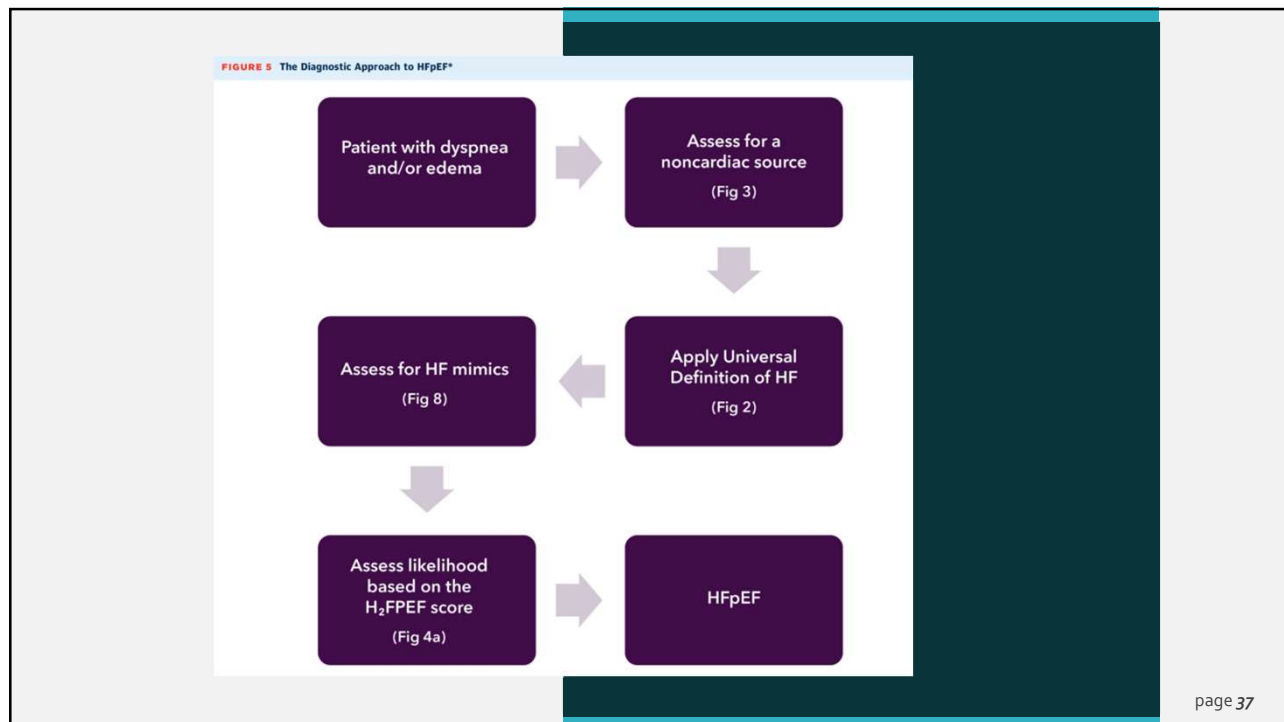 FIGURE 5 The Diagnostic Approach to HFpEF*
Patient with dyspnea
and/or edema
Assess for a
noncardiac source
(Fig 3)
Apply Universal
Definition of HF
(Fig 2)
Assess for HF mimics
(Fig 8)
Assess likelihood
based on the
H₂FPEF score
(Fig 4a)
HFpEF
page 37